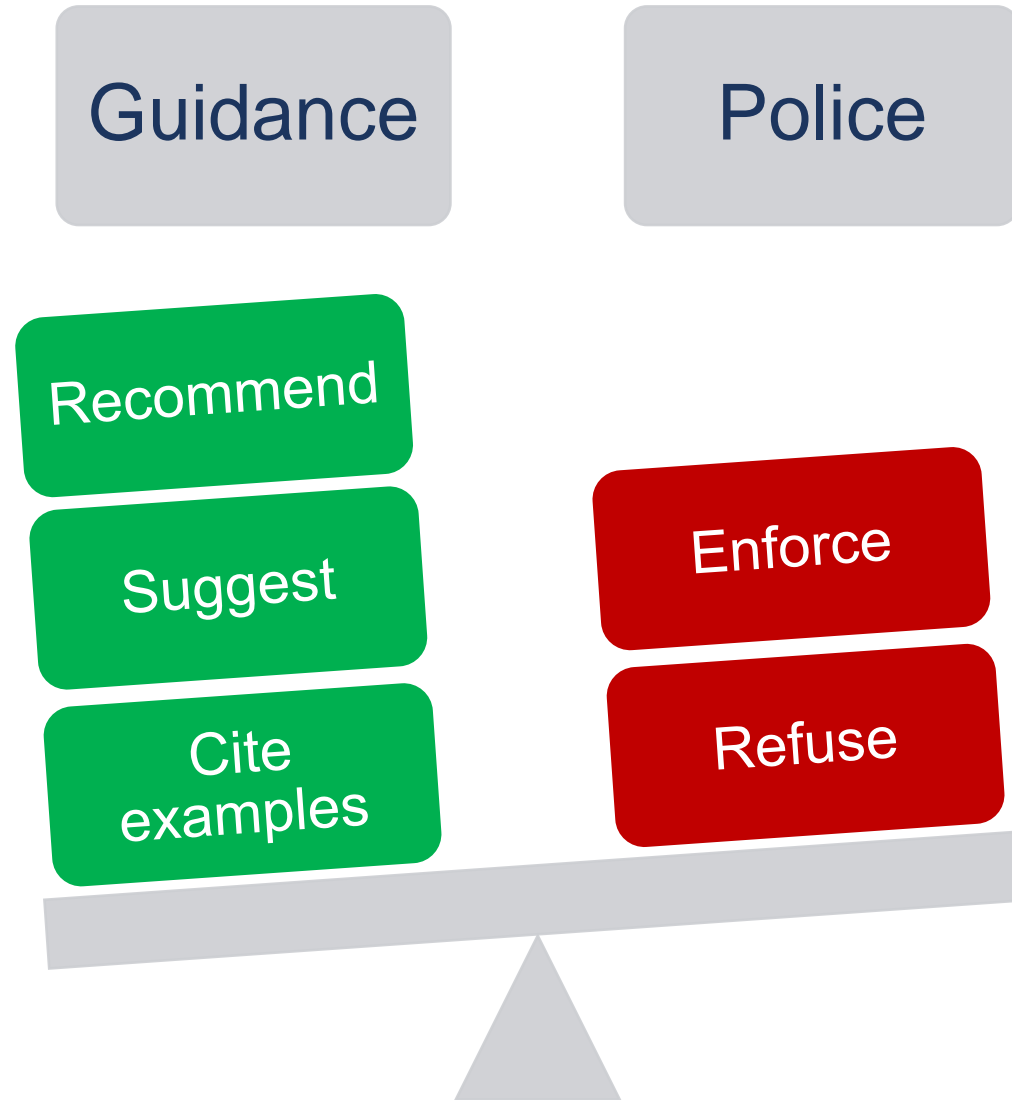 Guidance
Police
Recommend
Suggest
Cite
examples
Enforce
Refuse